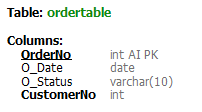 Table: ordertable
Columns:
OrderNo int AI PK
O_Date date
O_Status varchar(10)
CustomerNo int